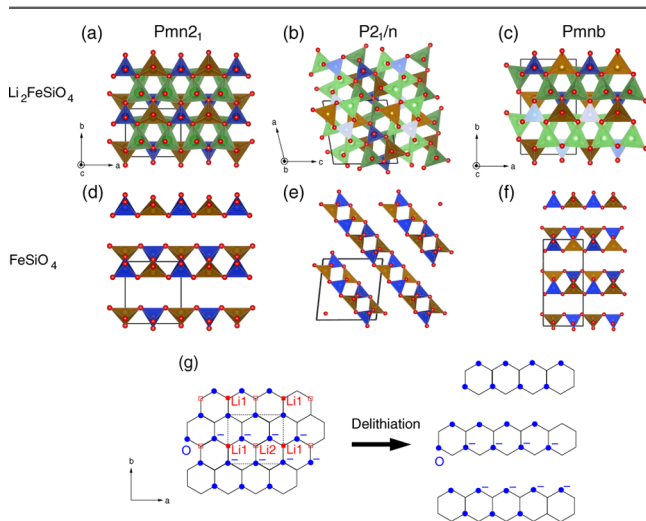 (a) Pmn2₁ (b) P2₁/n (c) Pmnb
Li₂FeSiO₄
b a c
a b c
b a c
(d) (e) (f)
FeSiO₄
(g)
Li1 Li1
Delithiation
O Li1 Li2 Li1
O
b
a